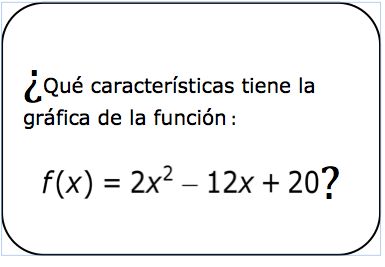 ¿Qué características tiene la
gráfica de la función :
f(x) = 2x² – 12x + 20?